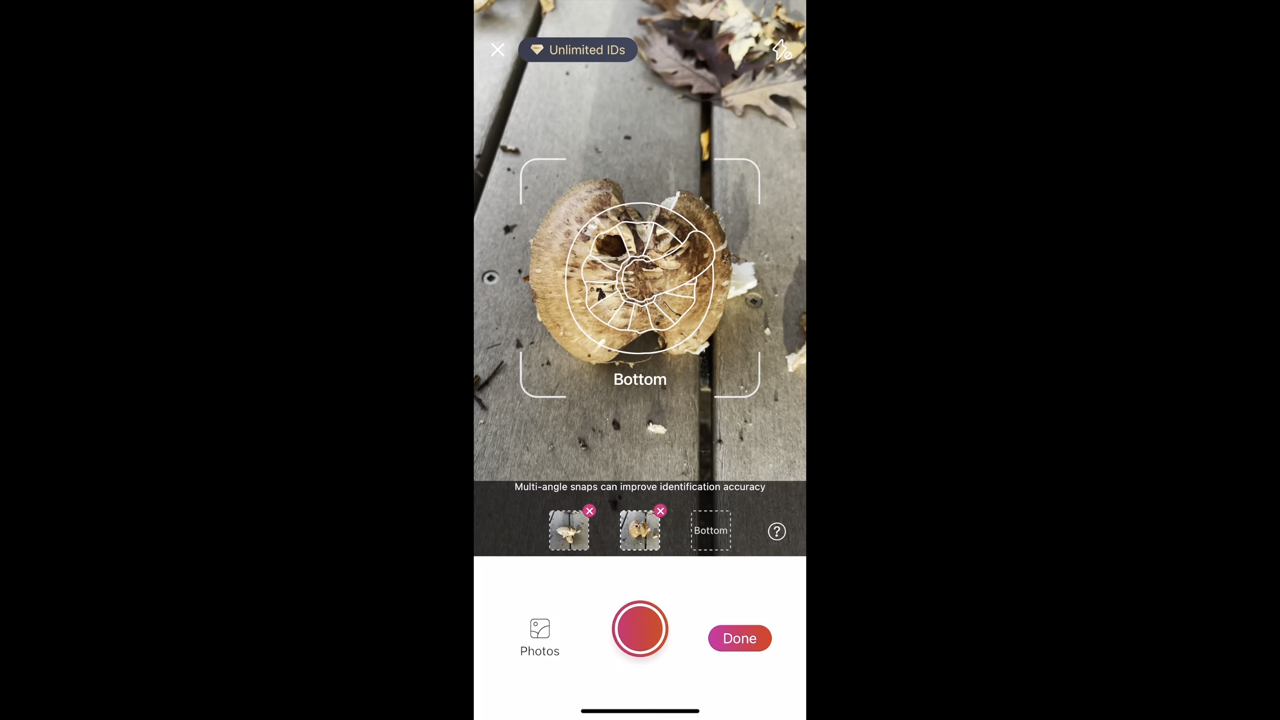 Unlimited IDs
Bottom
Multi-angle snaps can improve identification accuracy
Bottom
?
Photos
Done